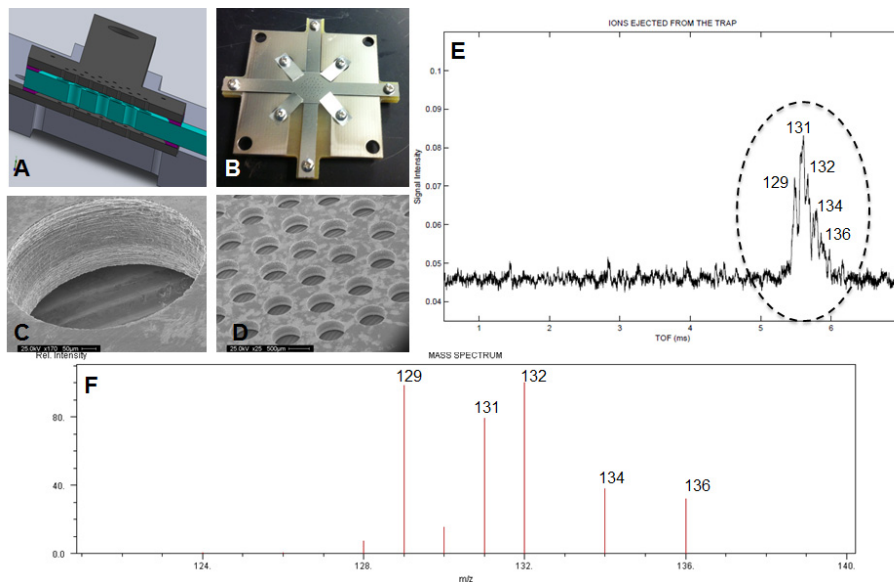 A
B
C
25.0kV x170 50µm
D
25.0kV x25 500µm
IONS EJECTED FROM THE TRAP
E
0.1
0.09
0.08
0.07
0.06
0.05
0.04
Signal Intensity
131
129
132
134
136
1 2 3 4 5 6
TOF (ms)
Rel. Intensity
MASS SPECTRUM
F
129
132
131
134
136
80.
40.
0.0
124. 128. 132. 136. 140.
m/z